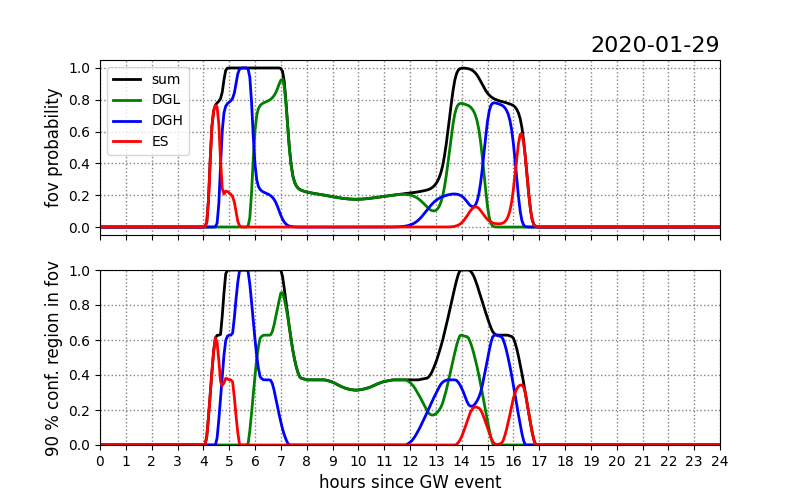 2020-01-29
fov probability
1.0
0.8
0.6
0.4
0.2
0.0
sum
DGL
DGH
ES
90 % conf. region in fov
1.0
0.8
0.6
0.4
0.2
0.0
0 1 2 3 4 5 6 7 8 9 10 11 12 13 14 15 16 17 18 19 20 21 22 23 24
hours since GW event